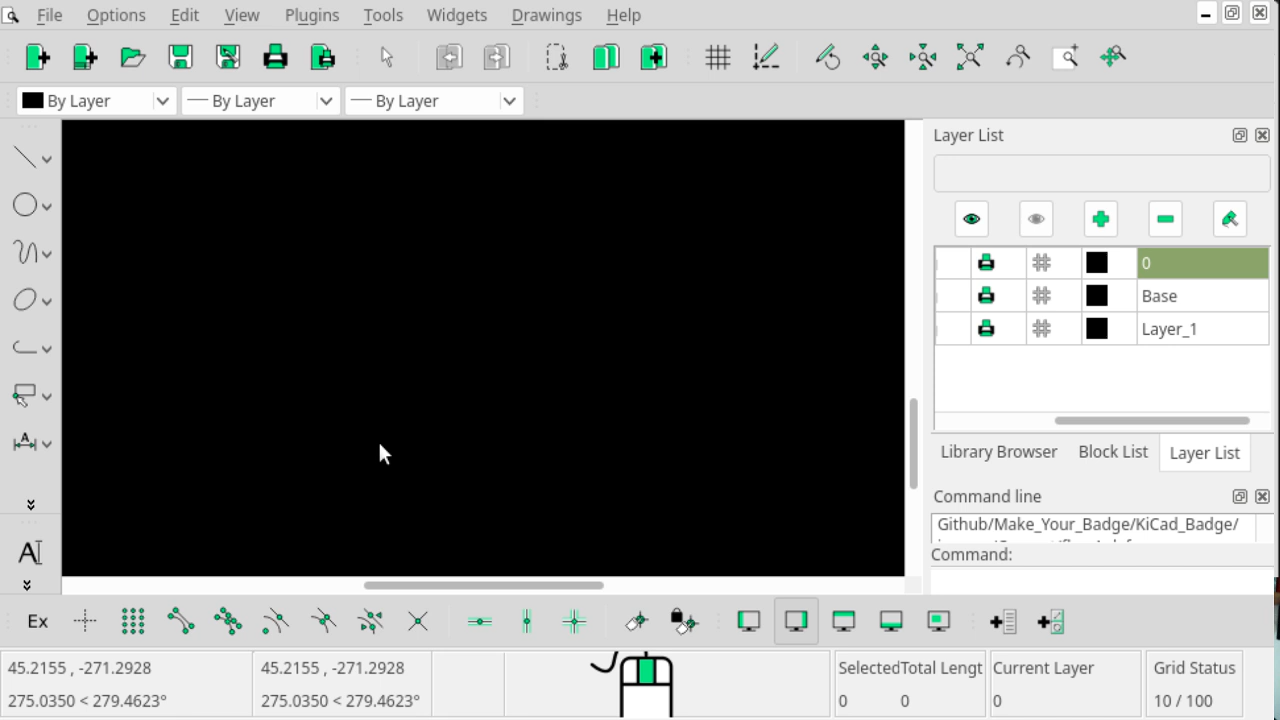 File Options Edit View Plugins Tools Widgets Drawings Help
By Layer By Layer By Layer
Layer List
0
Base
Layer_1
Library Browser Block List Layer List
Command line
Github/Make_Your_Badge/KiCad_Badge/
Command:
A
Ex
45.2155 , -271.2928 45.2155 , -271.2928 SelectedTotal Lengt Current Layer Grid Status
275.0350 < 279.4623° 275.0350 < 279.4623° 0 0 0 10 / 100